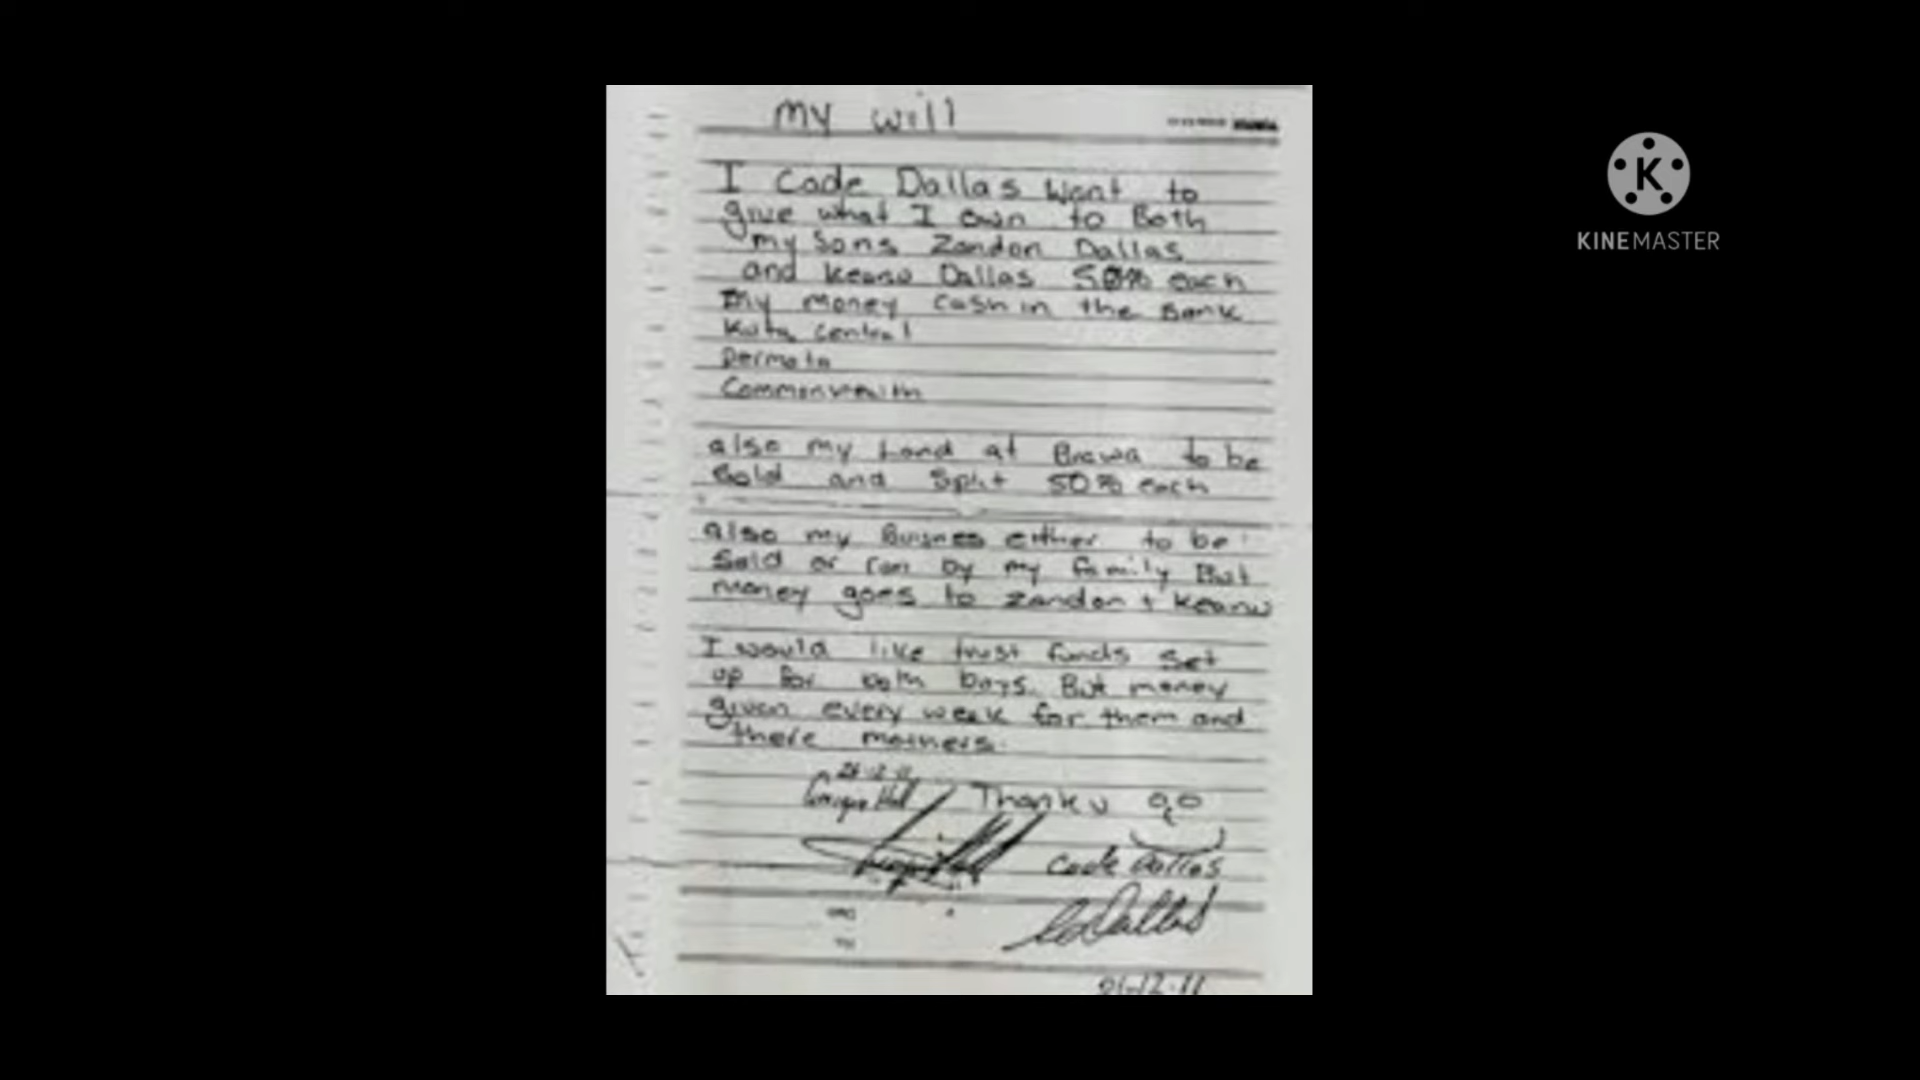 my will
I Code Dallas want to
give what I own to Both
my Sons Zandon Dallas
and Keanu Dallas 50% each
my money cash in the Bank
Kuta central
Permata
Commonwealth
also my Land at Brawa to be
Sold and Split 50% each
also my Buisnes either to be
Sold or ran by my family But
money goes to Zandon + Keanu
I would like trust funds set
up for both boys. But money
given every week for them and
there mothers.
Thank u
Code Dallas
KINEMASTER